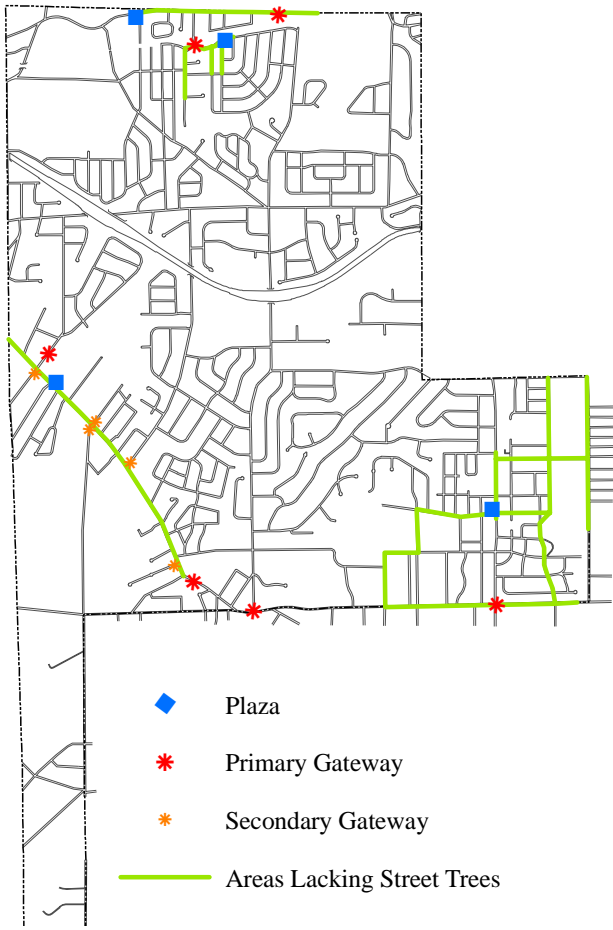 Plaza
Primary Gateway
Secondary Gateway
Areas Lacking Street Trees